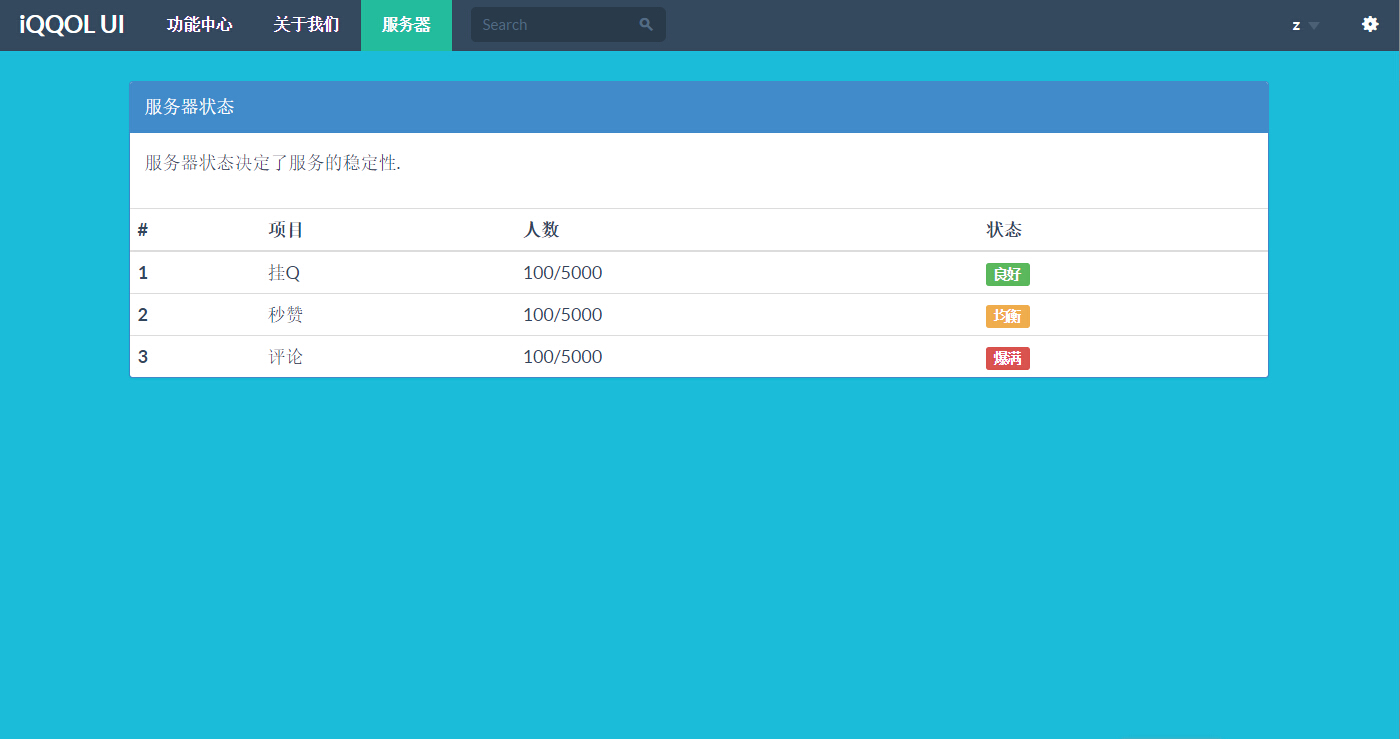 iQQOL UI 功能中心 关于我们 服务器 Search z
服务器状态
服务器状态决定了服务的稳定性.
# 项目 人数 状态
1 挂Q 100/5000 良好
2 秒赞 100/5000 均衡
3 评论 100/5000 爆满